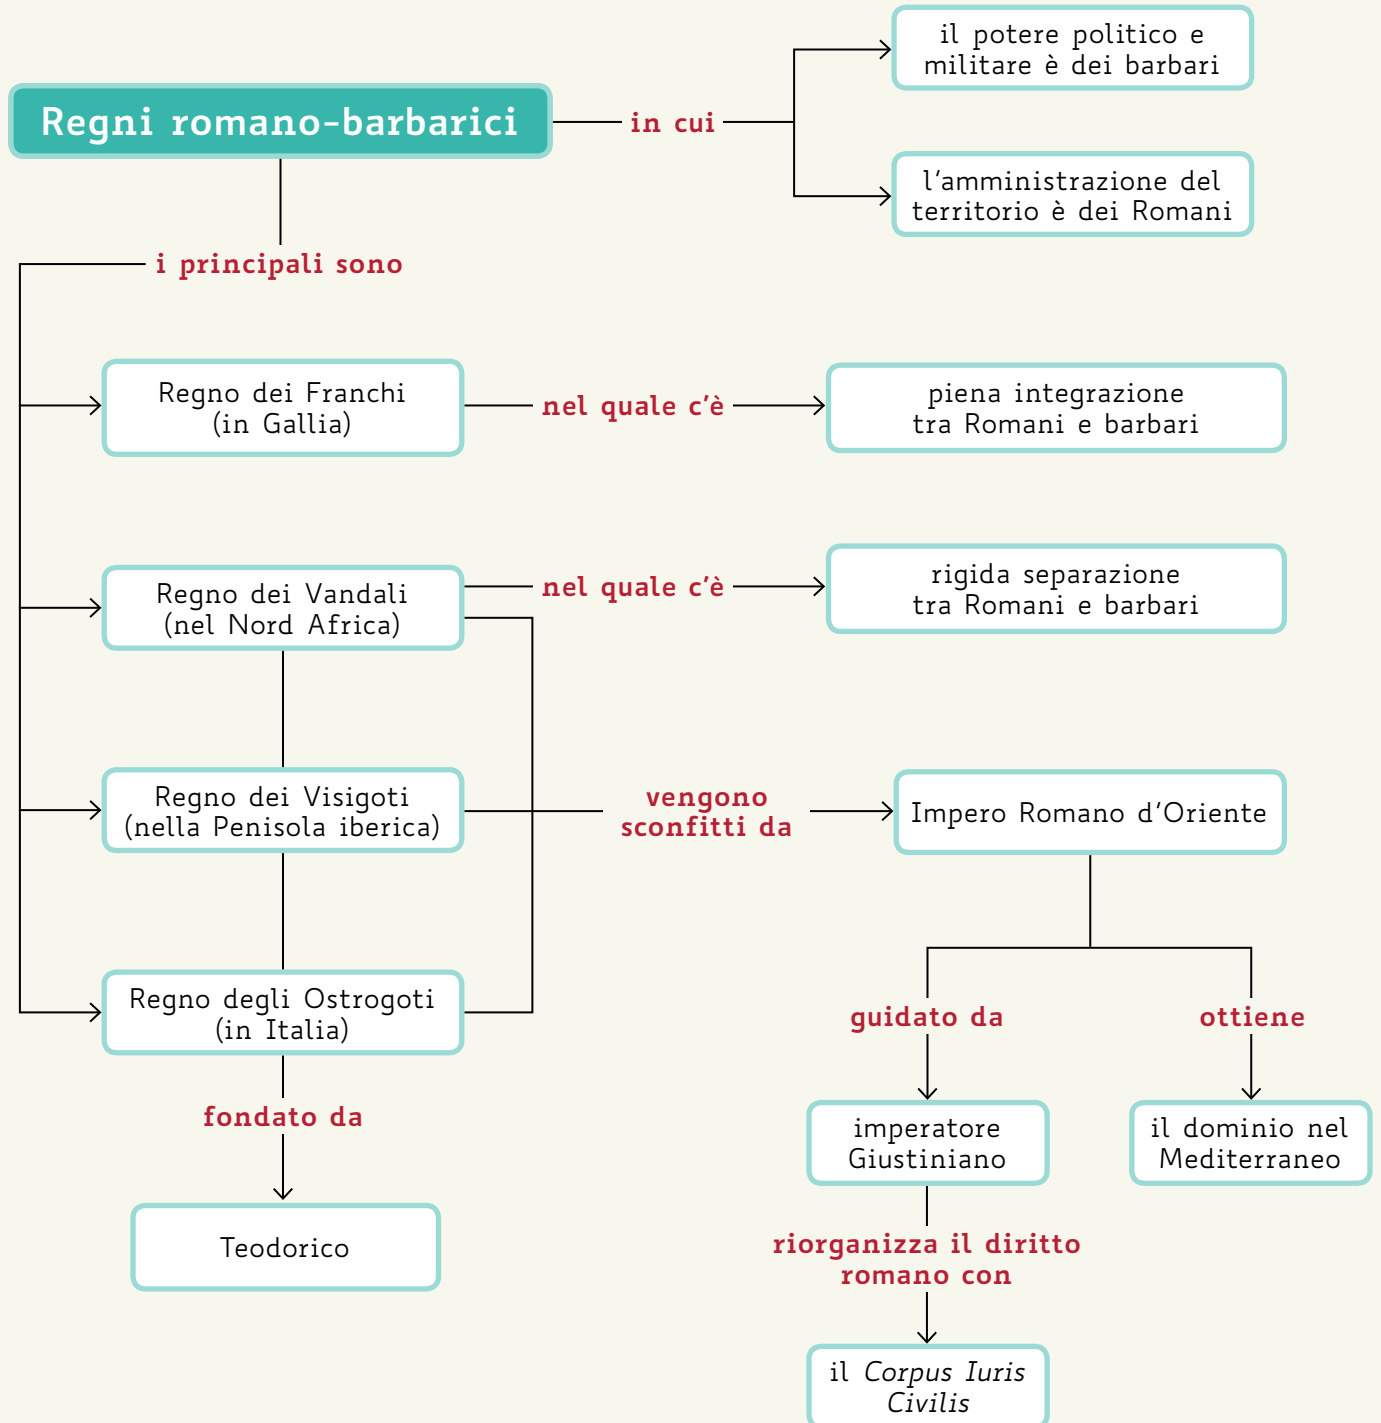 Regni romano-barbarici
in cui
il potere politico e
militare è dei barbari
l'amministrazione del
territorio è dei Romani
i principali sono
Regno dei Franchi
(in Gallia)
nel quale c'è
piena integrazione
tra Romani e barbari
Regno dei Vandali
(nel Nord Africa)
nel quale c'è
rigida separazione
tra Romani e barbari
Regno dei Visigoti
(nella Penisola iberica)
vengono
sconfitti da
Impero Romano d'Oriente
Regno degli Ostrogoti
(in Italia)
fondato da
Teodorico
guidato da
imperatore
Giustiniano
riorganizza il diritto
romano con
il Corpus Iuris
Civilis
ottiene
il dominio nel
Mediterraneo